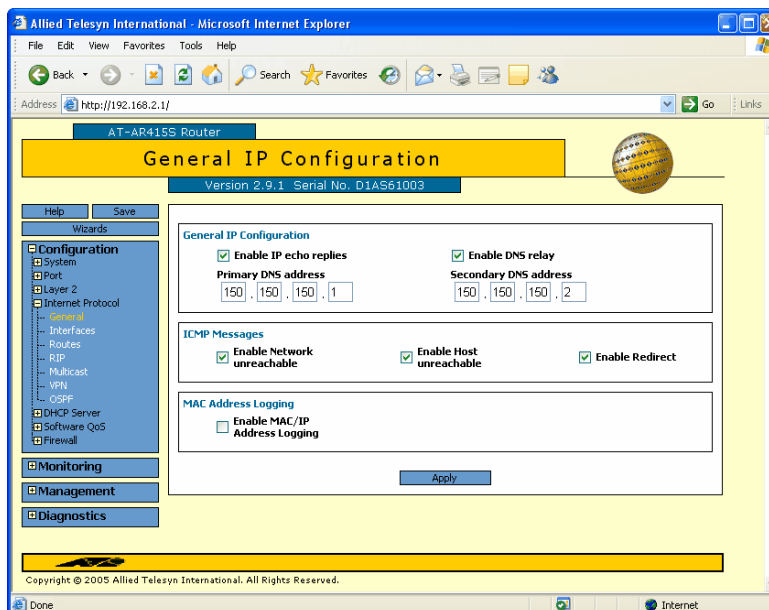 Allied Telesyn International - Microsoft Internet Explorer
File Edit View Favorites Tools Help
Back Search Favorites
Address http://192.168.2.1/ Go Links
AT-AR415S Router
General IP Configuration
Version 2.9.1 Serial No. D1AS61003
Help Save
Wizards
Configuration
System
Port
Layer 2
Internet Protocol
General
Interfaces
Routes
RIP
Multicast
VPN
OSPF
DHCP Server
Software QoS
Firewall
Monitoring
Management
Diagnostics
General IP Configuration
Enable IP echo replies Enable DNS relay
Primary DNS address Secondary DNS address
150 . 150 . 150 . 1 150 . 150 . 150 . 2
ICMP Messages
Enable Network unreachable Enable Host unreachable Enable Redirect
MAC Address Logging
Enable MAC/IP
Address Logging
Apply
Copyright © 2005 Allied Telesyn International. All Rights Reserved.
Done Internet